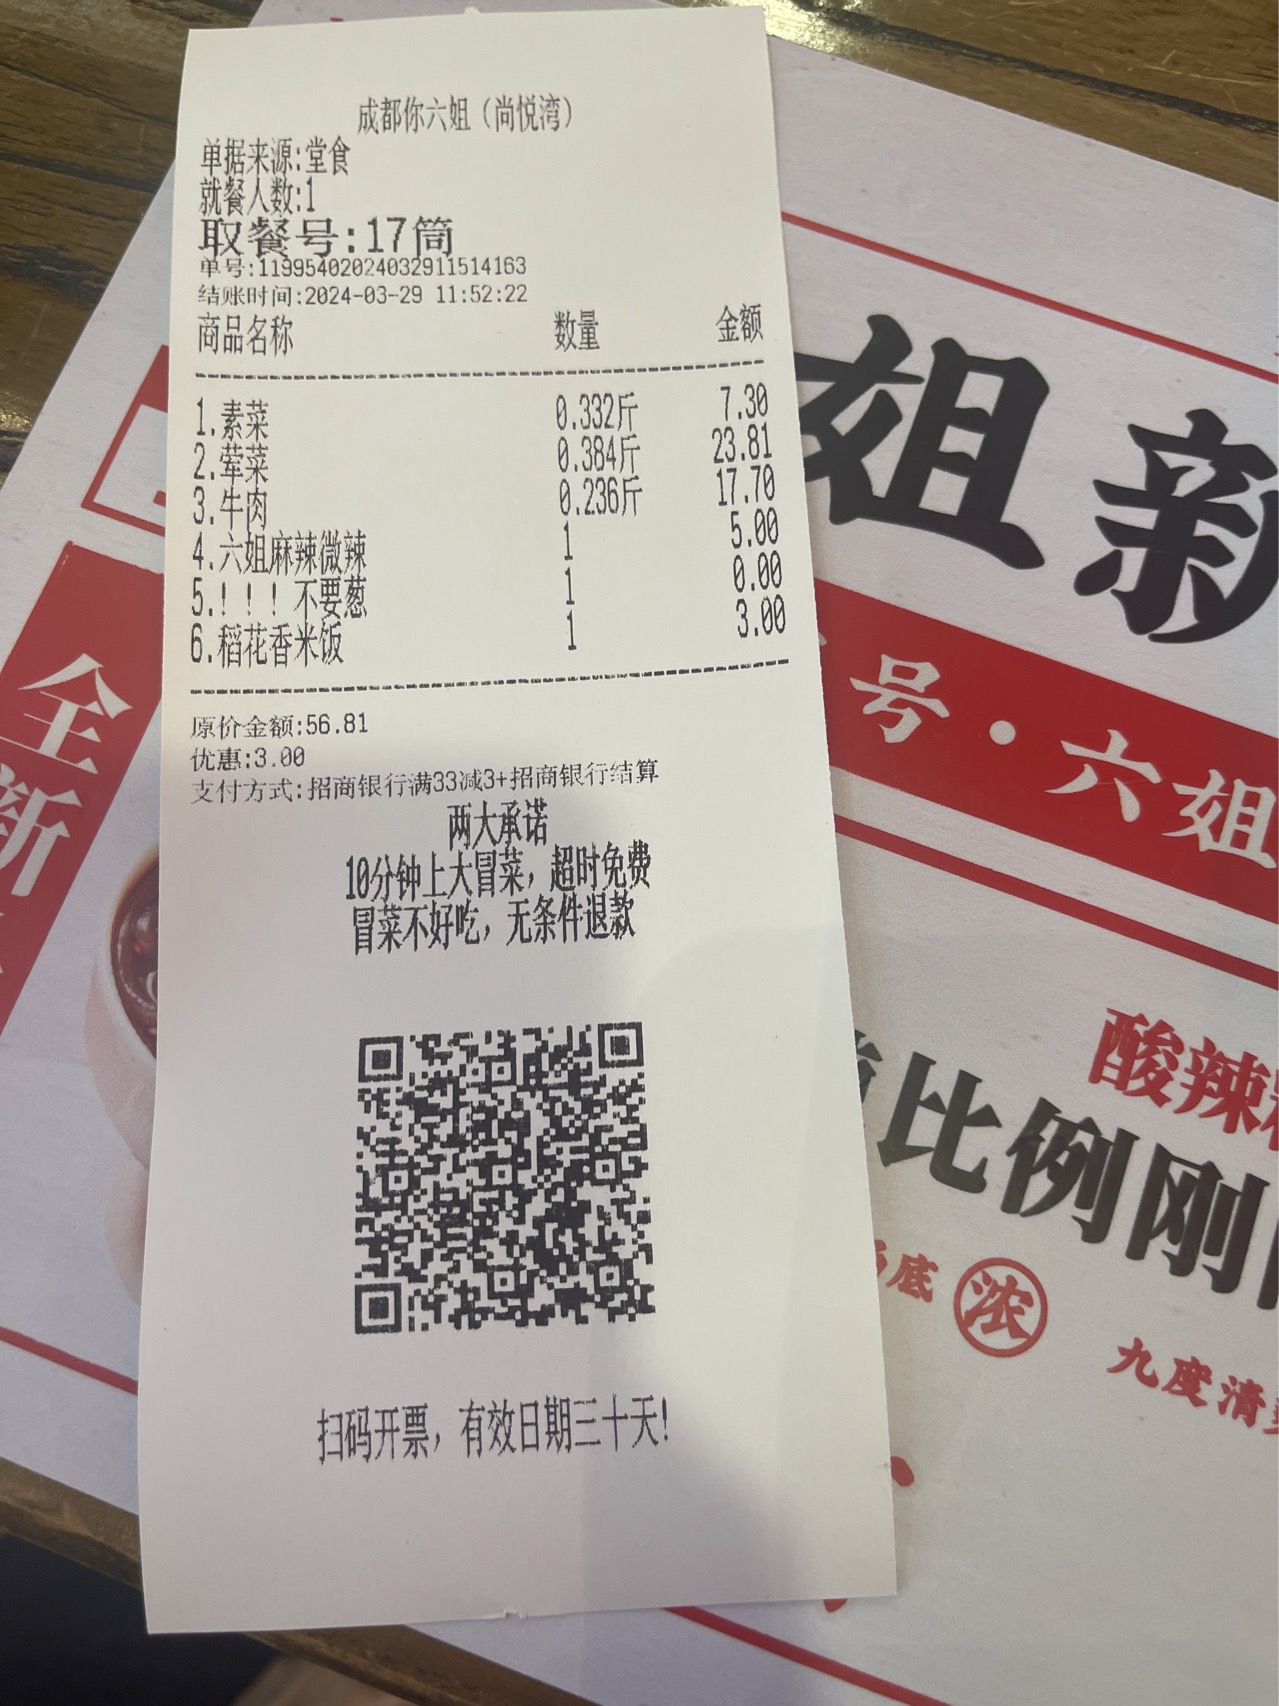 成都你六姐（尚悦湾）
单据来源:堂食
就餐人数:1
取餐号:17筒
单号:11995402024032911514163
结账时间:2024-03-29 11:52:22
商品名称 数量 金额
1.素菜 0.332斤 7.30
2.荤菜 0.384斤 23.81
3.牛肉 0.236斤 17.70
4.六姐麻辣微辣 1 5.00
5.！！！不要葱 1 0.00
6.稻花香米饭 1 3.00
原价金额:56.81
优惠:3.00
支付方式:招商银行满33减3+招商银行结算
两大承诺
10分钟上大冒菜，超时免费
冒菜不好吃，无条件退款
扫码开票，有效日期三十天!
姐新
号·六姐
酸辣
比例刚
底 浓
九度清
全新